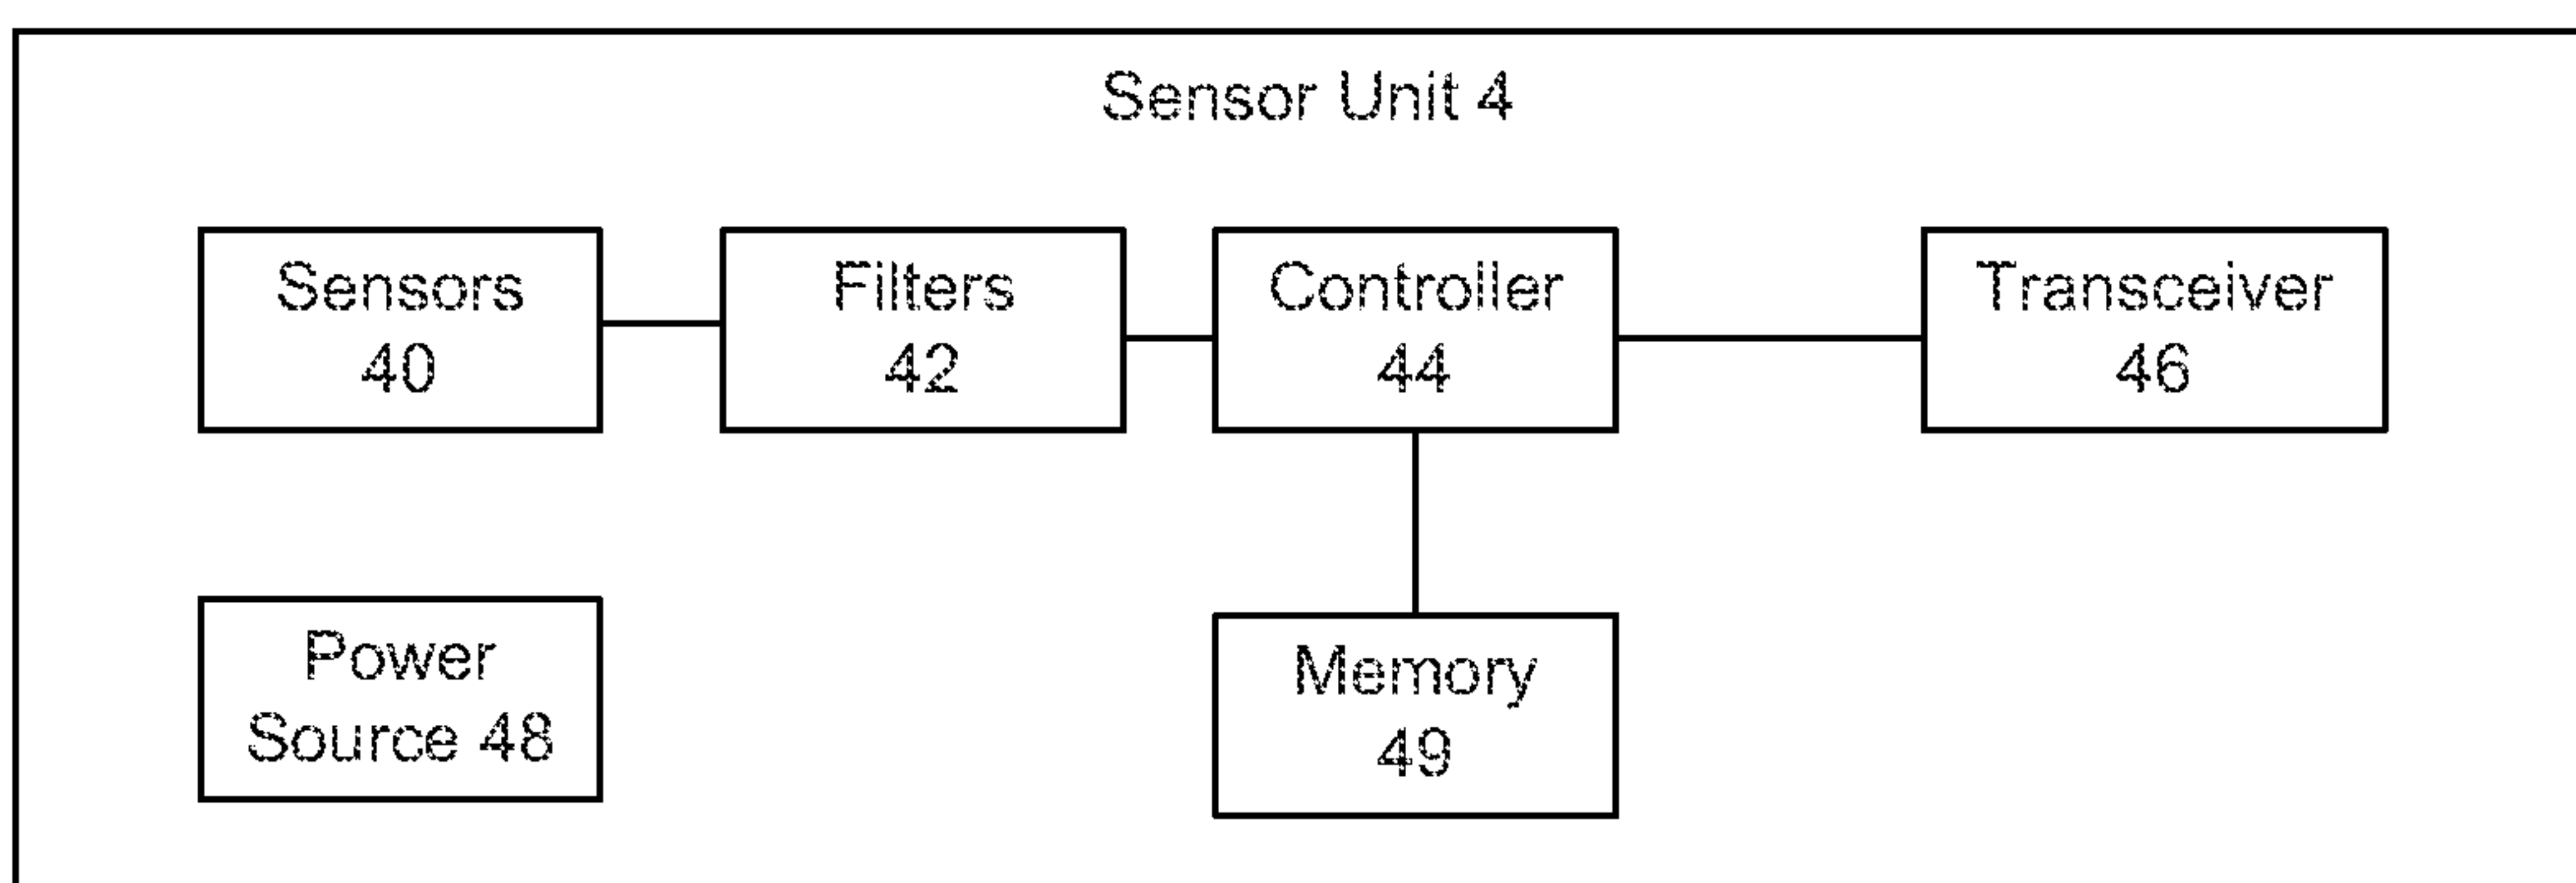 Sensor Unit 4
Sensors
40
Filters
42
Controller
44
Transceiver
46
Power
Source 48
Memory
49